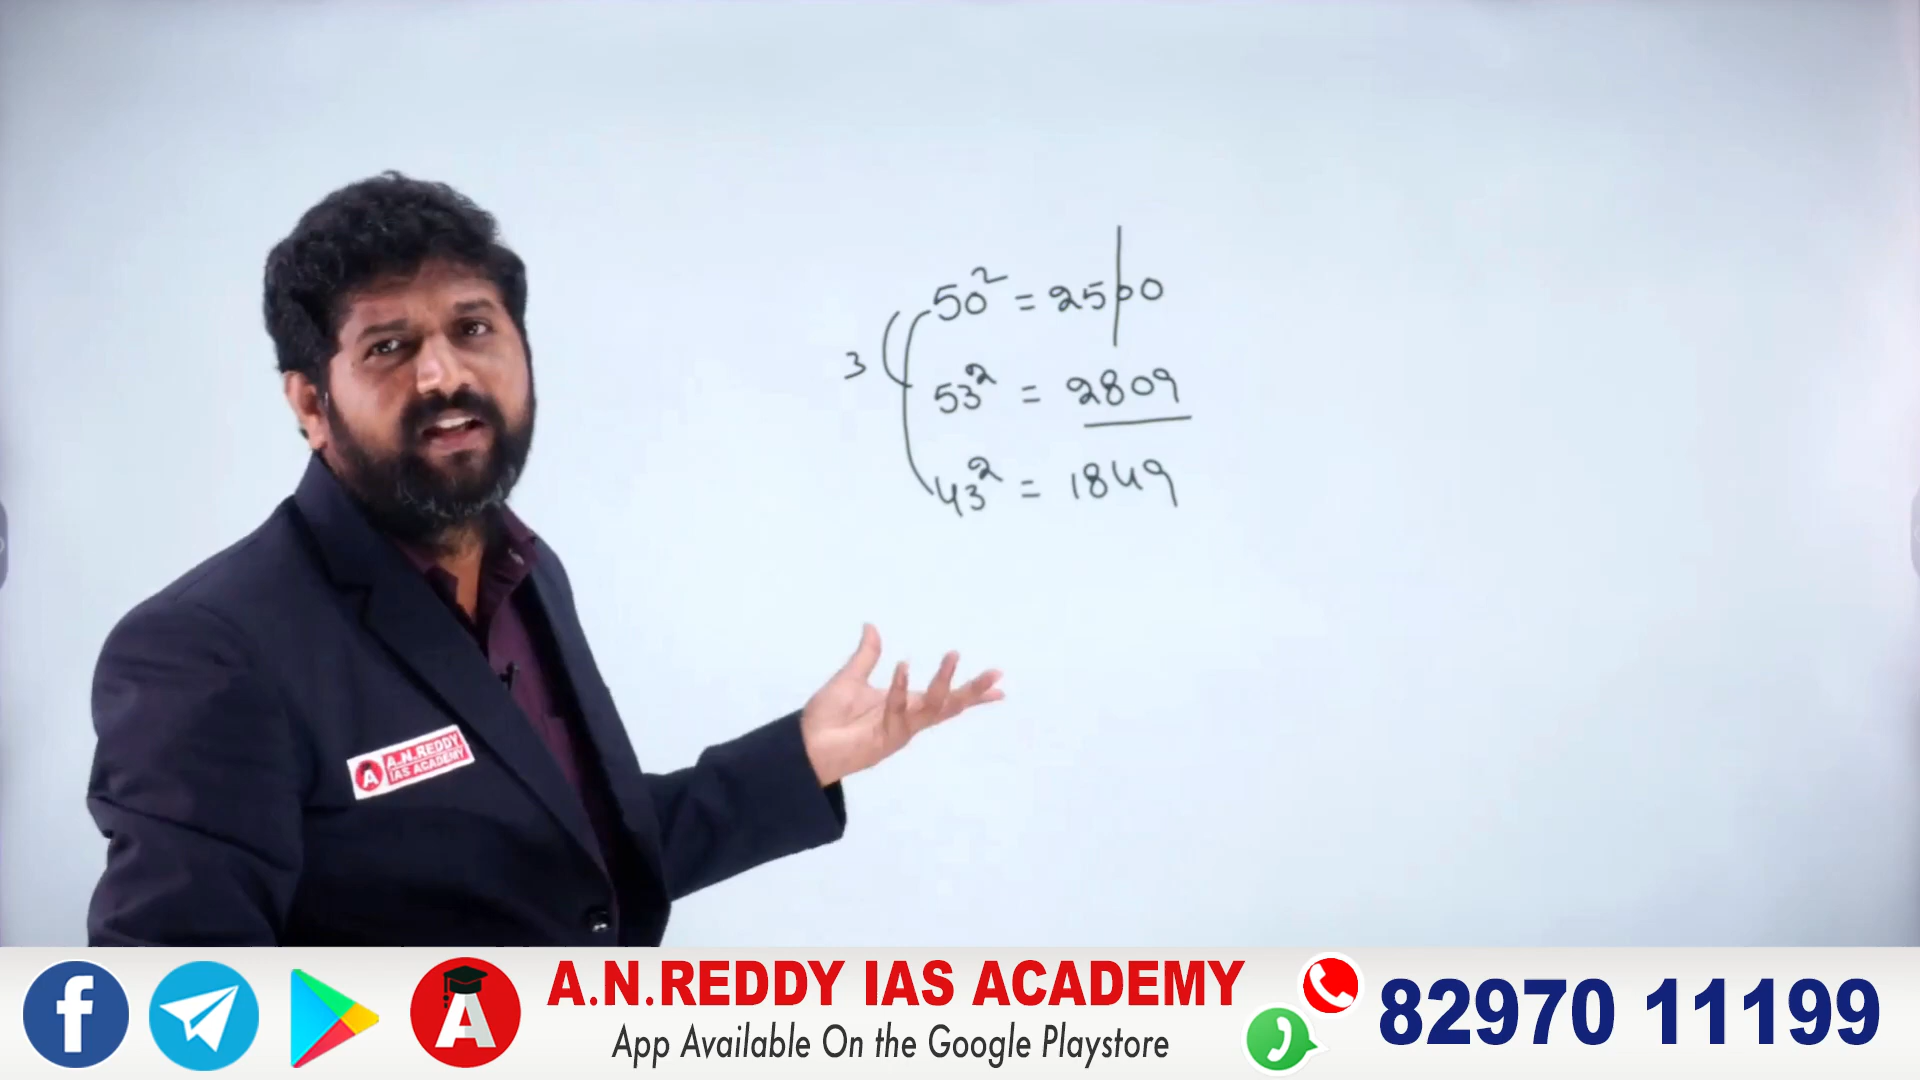 50² = 2500
3
53² = 2809
43² = 1849
A.N.REDDY
IAS ACADEMY
A
A.N.REDDY IAS ACADEMY
App Available On the Google Playstore
82970 11199